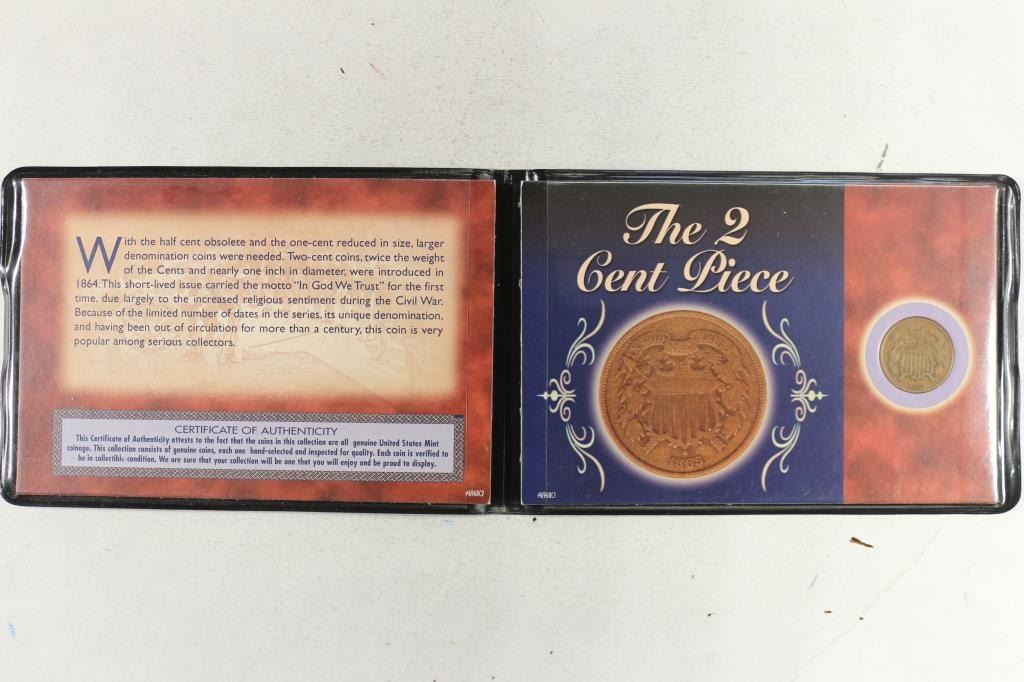 With the half cent obsolete and the one-cent reduced in size, larger
denomination coins were needed. Two-cent coins, twice the weight
of the Cents and nearly one inch in diameter, were introduced in
1864. This short-lived issue carried the motto "In God We Trust" for the first
time, due largely to the increased religious sentiment during the Civil War.
Because of the limited number of dates in the series, its unique denomination,
and having been out of circulation for more than a century, this coin is very
popular among serious collectors.
CERTIFICATE OF AUTHENTICITY
This Certificate of Authenticity attests to the fact that the coins in this collection are all genuine United States Mint
coinage. This collection consists of genuine coins, each one hand-selected and inspected for quality. Each coin is verified to
be in collectible condition. We are sure that your collection will be one that you will enjoy and be proud to display.
#6968C2
The 2
Cent Piece
1865
#6968C1